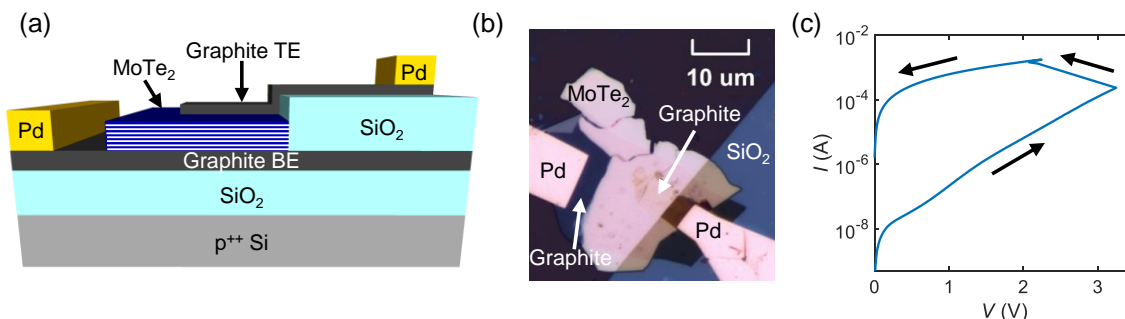 (a)
Graphite TE
MoTe2
Pd
Pd
SiO2
Graphite BE
SiO2
p++ Si
(b)
10 um
MoTe2
Graphite
SiO2
Pd
Pd
Graphite
(c)
10-2
10-4
10-6
10-8
I (A)
0 1 2 3
V (V)